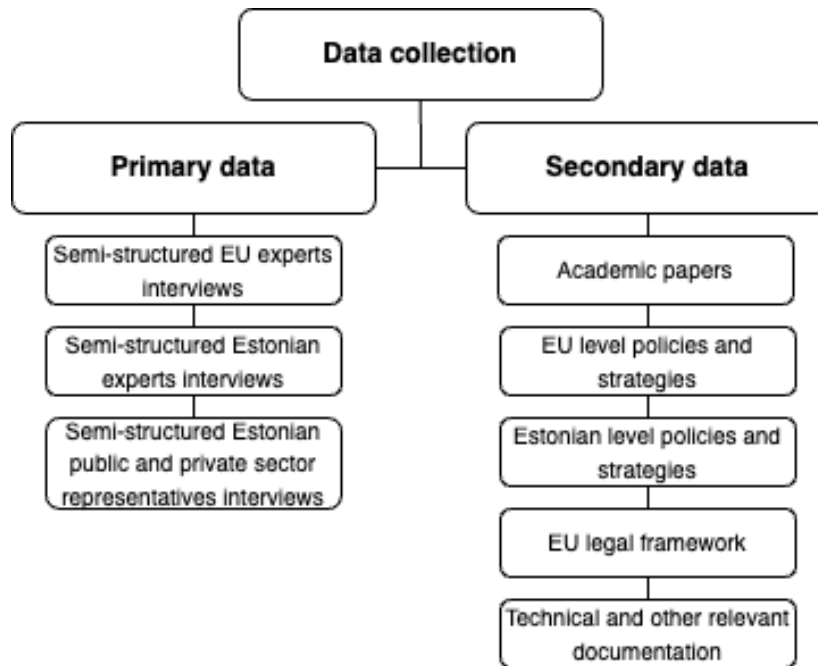 Data collection
Primary data
Semi-structured EU experts
interviews
Semi-structured Estonian
experts interviews
Semi-structured Estonian
public and private sector
representatives interviews
Secondary data
Academic papers
EU level policies and
strategies
Estonian level policies and
strategies
EU legal framework
Technical and other relevant
documentation